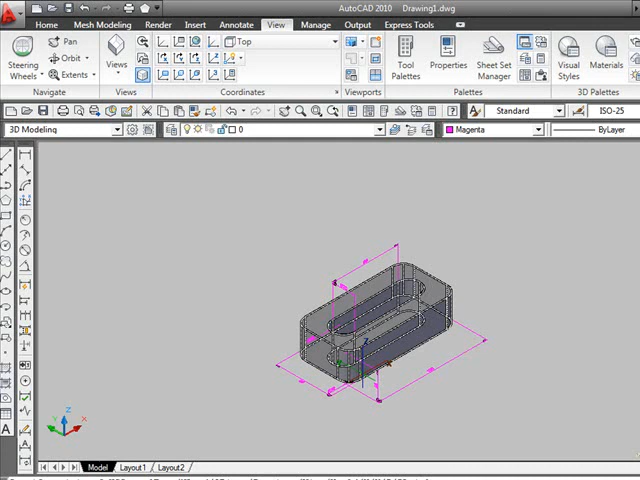 AutoCAD 2010 Drawing1.dwg
Home Mesh Modeling Render Insert Annotate View Manage Output Express Tools
Pan
Orbit
Extents
Steering
Wheels
Views
Top
Tool
Palettes
Properties
Sheet Set
Manager
Visual
Styles
Materials
Navigate Views Coordinates Viewports Palettes 3D Palettes
Standard ISO-25
3D Modeling 0 Magenta ByLayer
Z
X
Z
Y X
Model Layout1 Layout2